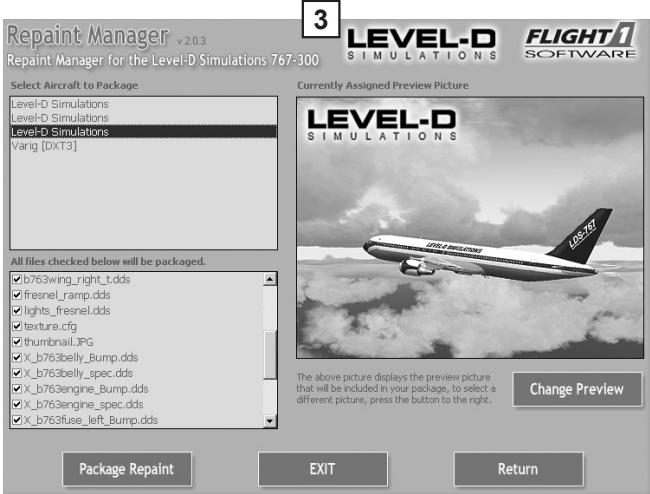 3
Repaint Manager v 2.0.3
Repaint Manager for the Level-D Simulations 767-300
LEVEL-D
SIMULATIONS
FLIGHT1
SOFTWARE
Select Aircraft to Package
Level-D Simulations
Level-D Simulations
Level-D Simulations
Varig [DXT3]
Currently Assigned Preview Picture
LEVEL-D
SIMULATIONS
LEVEL-D SIMULATIONS
LDS-767
All files checked below will be packaged.
b763wing_right_t.dds
fresnel_ramp.dds
lights_fresnel.dds
texture.cfg
thumbnail.JPG
X_b763belly_Bump.dds
X_b763belly_spec.dds
X_b763engine_Bump.dds
X_b763engine_spec.dds
X_b763fuse_left_Bump.dds
The above picture displays the preview picture
that will be included in your package, to select a
different picture, press the button to the right.
Change Preview
Package Repaint
EXIT
Return